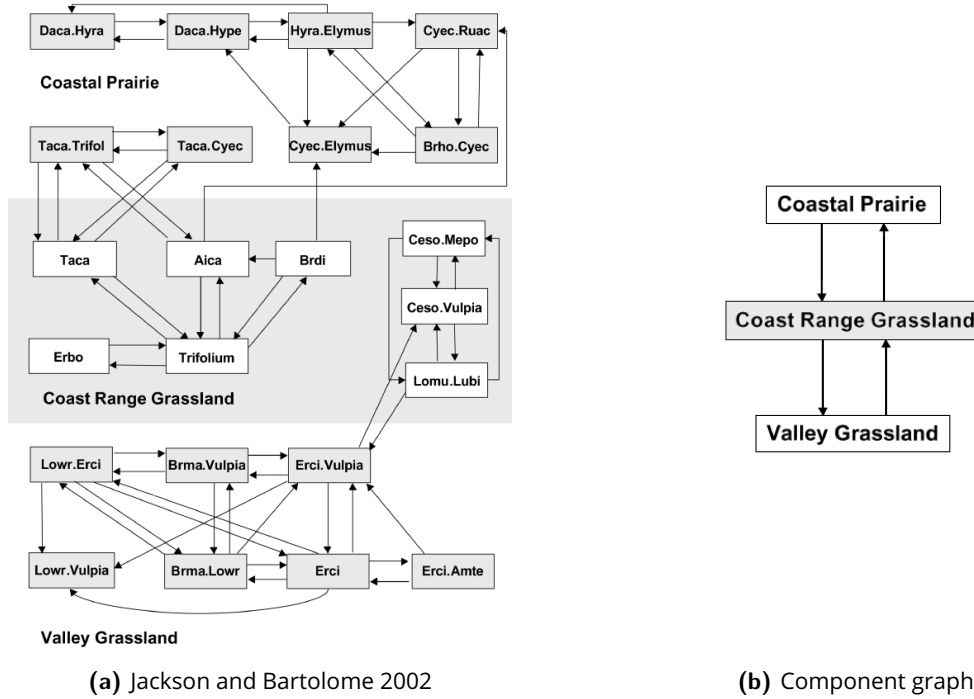 Daca.Hyra
Daca.Hype
Hyra.Elymus
Cyec.Ruac
Coastal Prairie
Taca.Trifol
Taca.Cyec
Cyec.Elymus
Brho.Cyec
Taca
Aica
Brdi
Ceso.Mepo
Ceso.Vulpia
Erbo
Trifolium
Lomu.Lubi
Coast Range Grassland
Lowr.Erci
Brma.Vulpia
Erci.Vulpia
Lowr.Vulpia
Brma.Lowr
Erci
Erci.Amte
Valley Grassland
(a) Jackson and Bartolome 2002
Coastal Prairie
Coast Range Grassland
Valley Grassland
(b) Component graph